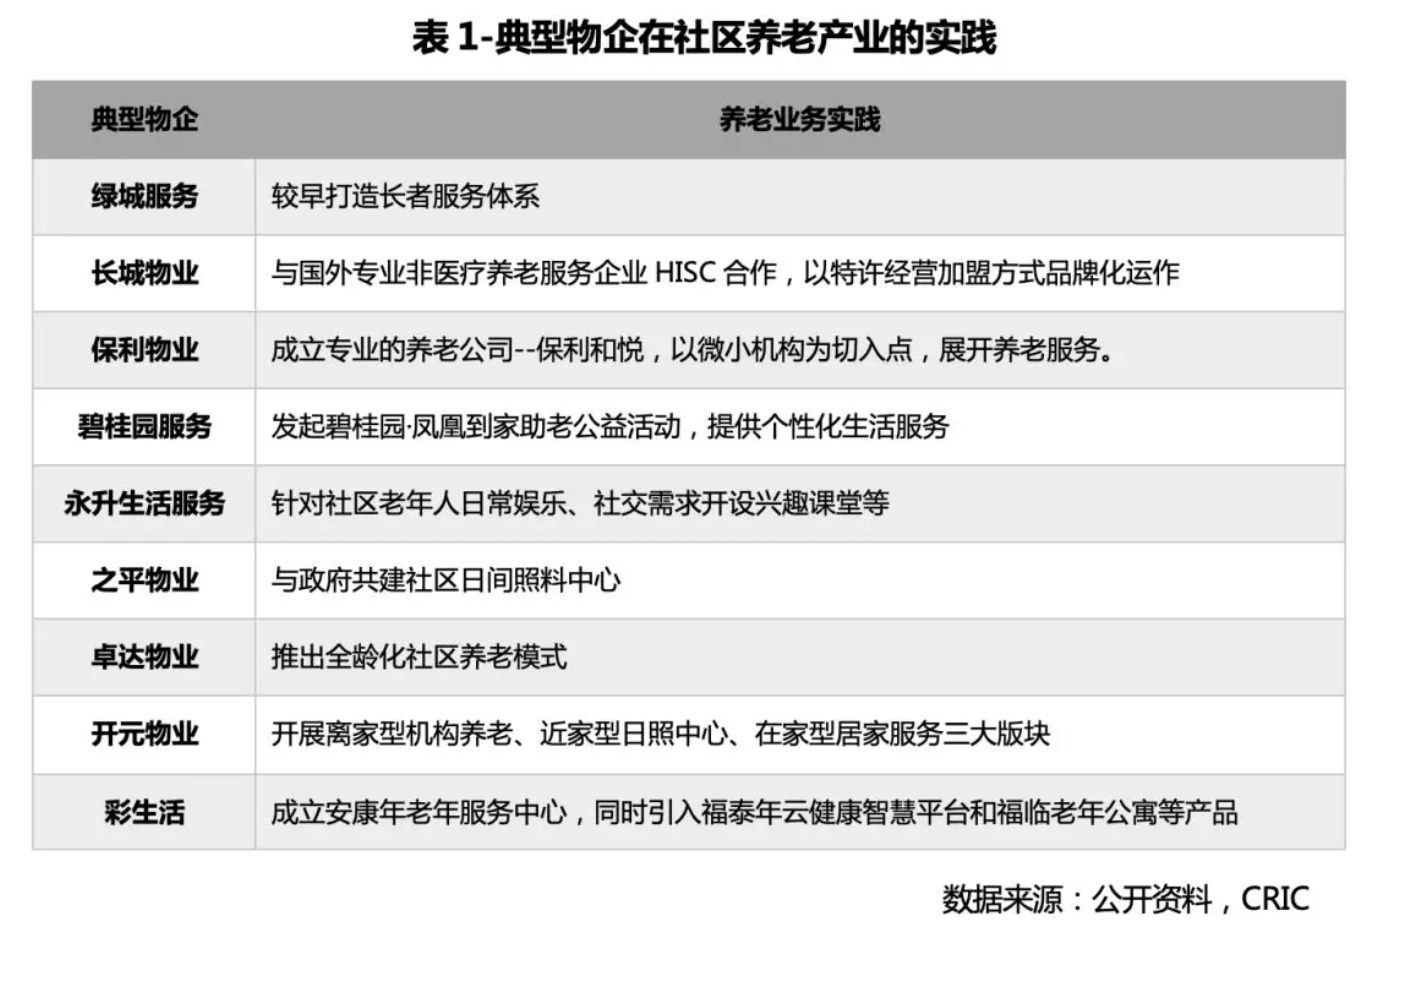 表 1-典型物企在社区养老产业的实践
典型物企 养老业务实践
绿城服务 较早打造长者服务体系
长城物业 与国外专业非医疗养老服务企业 HISC 合作，以特许经营加盟方式品牌化运作
保利物业 成立专业的养老公司--保利和悦，以微小机构为切入点，展开养老服务。
碧桂园服务 发起碧桂园·凤凰到家助老公益活动，提供个性化生活服务
永升生活服务 针对社区老年人日常娱乐、社交需求开设兴趣课堂等
之平物业 与政府共建社区日间照料中心
卓达物业 推出全龄化社区养老模式
开元物业 开展离家型机构养老、近家型日照中心、在家型居家服务三大版块
彩生活 成立安康年老年服务中心，同时引入福泰年云健康智慧平台和福临老年公寓等产品
数据来源：公开资料，CRIC